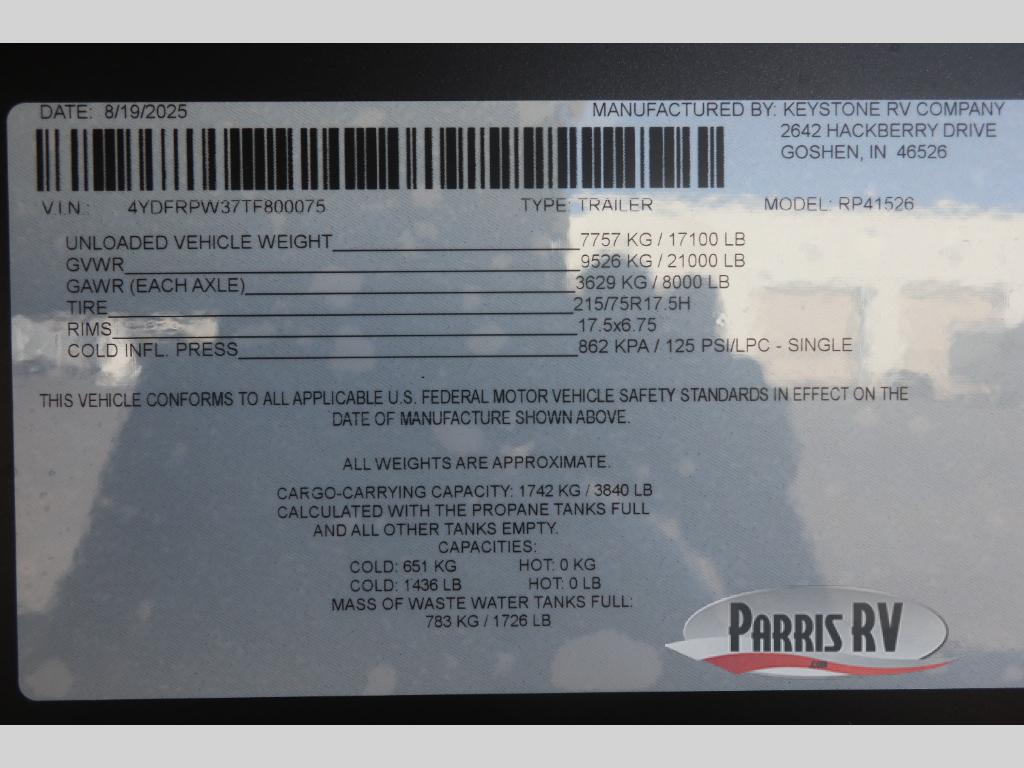 DATE: 8/19/2025
MANUFACTURED BY: KEYSTONE RV COMPANY
2642 HACKBERRY DRIVE
GOSHEN, IN 46526
V.I.N.: 4YDFRPW37TF800075 TYPE: TRAILER MODEL: RP41526
UNLOADED VEHICLE WEIGHT 7757 KG / 17100 LB
GVWR 9526 KG / 21000 LB
GAWR (EACH AXLE) 3629 KG / 8000 LB
TIRE 215/75R17.5H
RIMS 17.5x6.75
COLD INFL. PRESS 862 KPA / 125 PSI/LPC - SINGLE
THIS VEHICLE CONFORMS TO ALL APPLICABLE U.S. FEDERAL MOTOR VEHICLE SAFETY STANDARDS IN EFFECT ON THE
DATE OF MANUFACTURE SHOWN ABOVE.
ALL WEIGHTS ARE APPROXIMATE.
CARGO-CARRYING CAPACITY: 1742 KG / 3840 LB
CALCULATED WITH THE PROPANE TANKS FULL
AND ALL OTHER TANKS EMPTY.
CAPACITIES:
COLD: 651 KG HOT: 0 KG
COLD: 1436 LB HOT: 0 LB
MASS OF WASTE WATER TANKS FULL:
783 KG / 1726 LB
PARRIS RV
.com